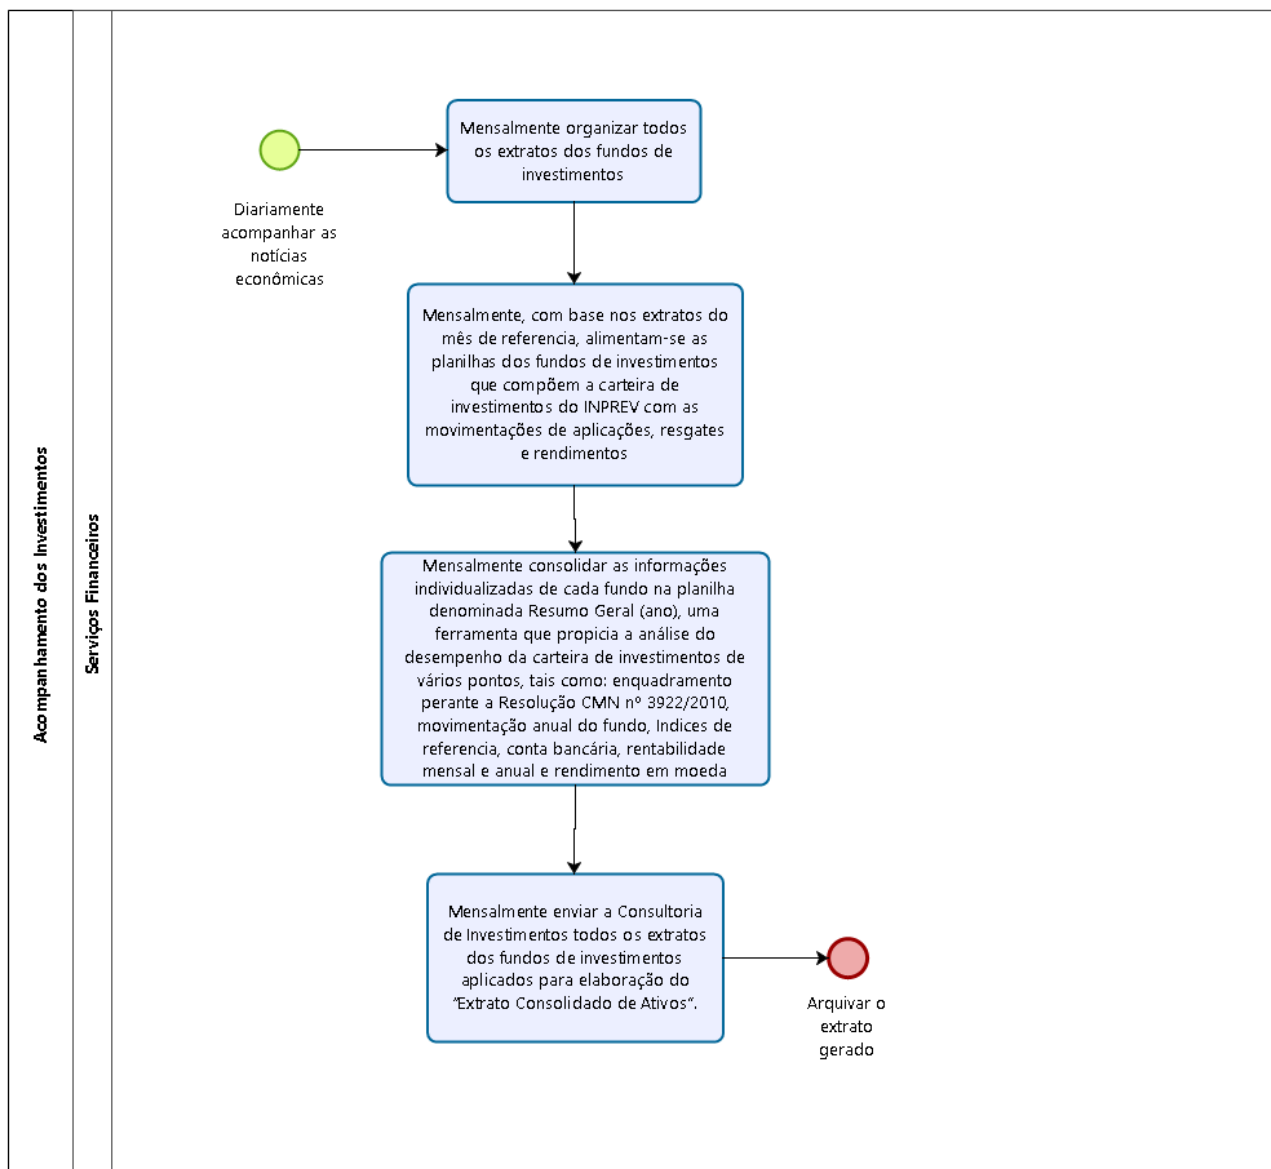 Acompanhamento dos Investimentos
Serviços Financeiros
Diariamente
acompanhar as
notícias
econômicas
Mensalmente organizar todos
os extratos dos fundos de
investimentos
Mensalmente, com base nos extratos do
mês de referencia, alimentam-se as
planilhas dos fundos de investimentos
que compõem a carteira de
investimentos do INPREV com as
movimentações de aplicações, resgates
e rendimentos
Mensalmente consolidar as informações
individualizadas de cada fundo na planilha
denominada Resumo Geral (ano), uma
ferramenta que propicia a análise do
desempenho da carteira de investimentos de
vários pontos, tais como: enquadramento
perante a Resolução CMN nº 3922/2010,
movimentação anual do fundo, Indices de
referencia, conta bancária, rentabilidade
mensal e anual e rendimento em moeda
Mensalmente enviar a Consultoria
de Investimentos todos os extratos
dos fundos de investimentos
aplicados para elaboração do
“Extrato Consolidado de Ativos“.
Arquivar o
extrato
gerado